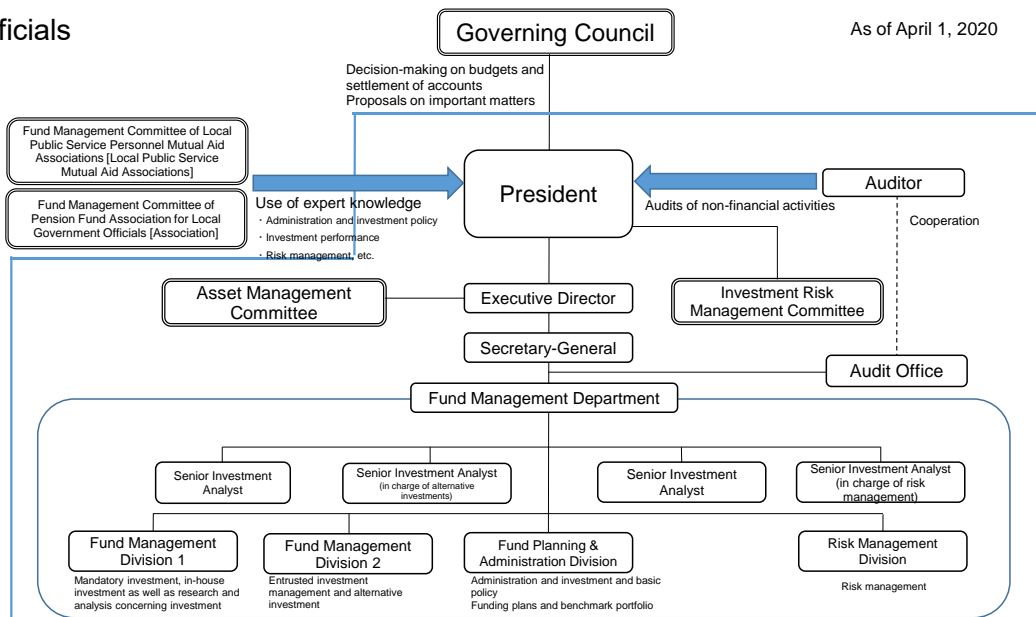 ficials
Governing Council
As of April 1, 2020
Decision-making on budgets and
settlement of accounts
Proposals on important matters
Fund Management Committee of Local
Public Service Personnel Mutual Aid
Associations [Local Public Service
Mutual Aid Associations]
Fund Management Committee of
Pension Fund Association for Local
Government Officials [Association]
Use of expert knowledge
・Administration and investment policy
・Investment performance
・Risk management, etc.
President
Auditor
Audits of non-financial activities
Cooperation
Asset Management
Committee
Executive Director
Investment Risk
Management Committee
Secretary-General
Audit Office
Fund Management Department
Senior Investment
Analyst
Senior Investment Analyst
(in charge of alternative
investments)
Senior Investment
Analyst
Senior Investment Analyst
(in charge of risk
management)
Fund Management
Division 1
Mandatory investment, in-house
investment as well as research and
analysis concerning investment
Fund Management
Division 2
Entrusted investment
management and alternative
investment
Fund Planning &
Administration Division
Administration and investment and basic
policy
Funding plans and benchmark portfolio
Risk Management
Division
Risk management